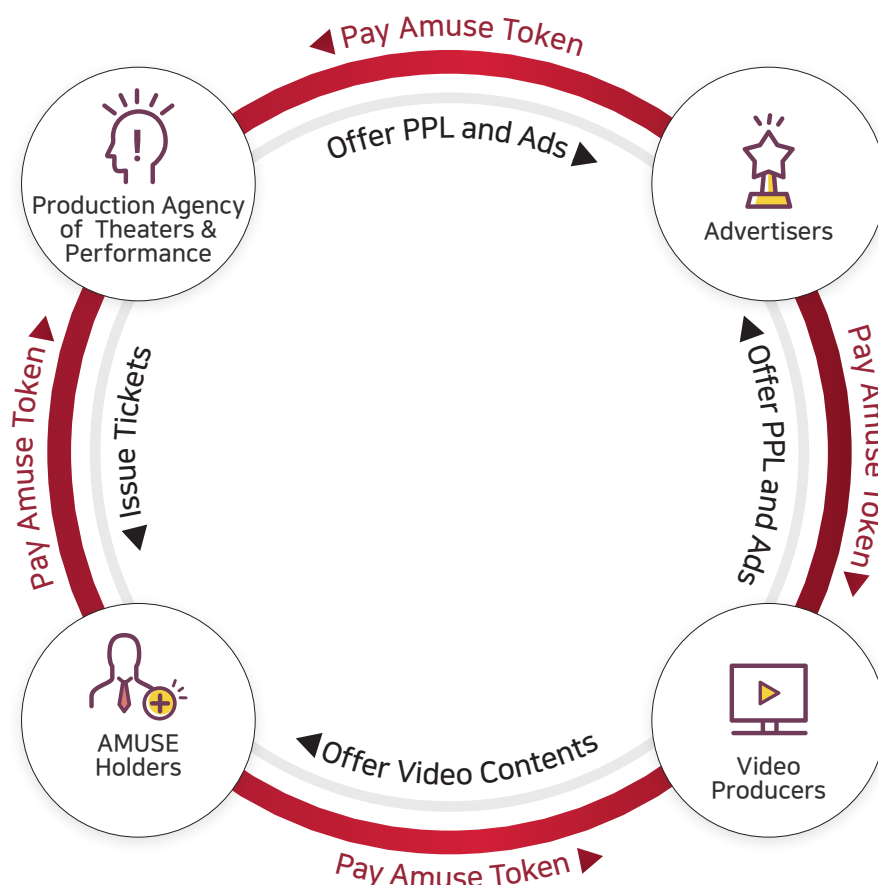 Pay Amuse Token
Offer PPL and Ads
Production Agency
of Theaters &
Performance
Advertisers
Pay Amuse Token
Issue Tickets
Offer PPL and Ads
Pay Amuse Token
AMUSE
Holders
Offer Video Contents
Video
Producers
Pay Amuse Token